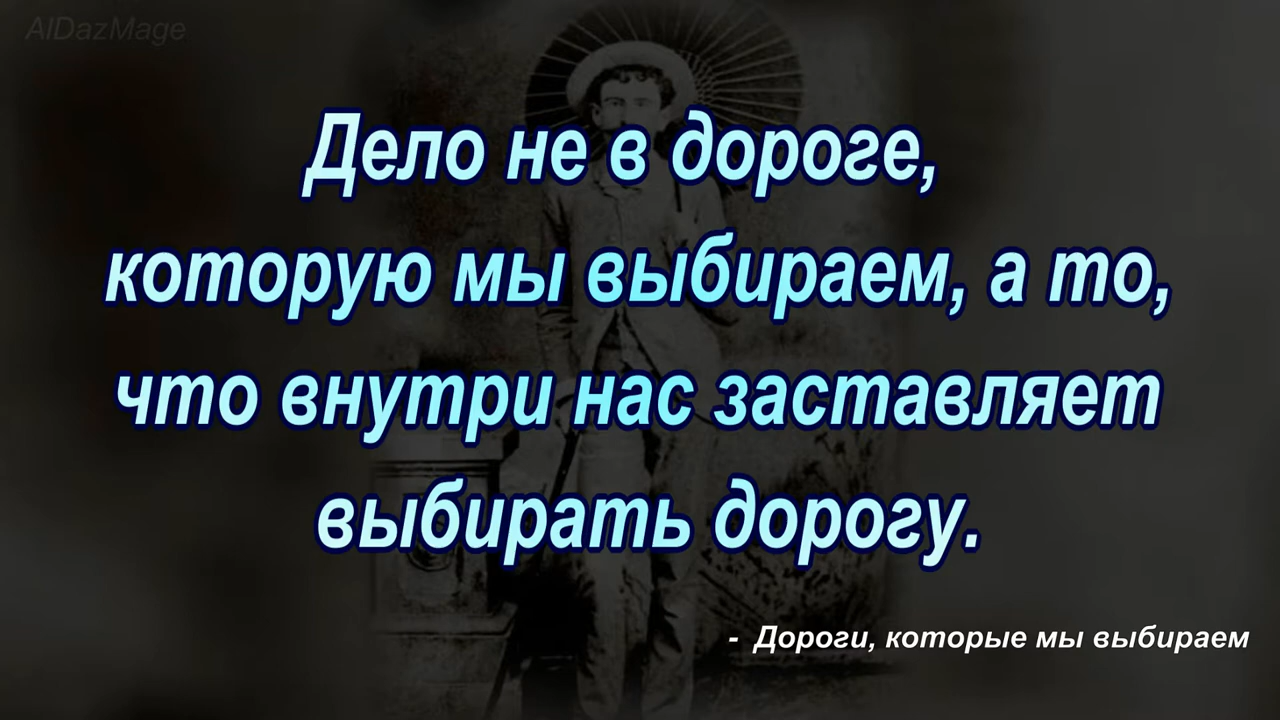 AlDazMage
Дело не в дороге,
которую мы выбираем, а то,
что внутри нас заставляет
выбирать дорогу.
- Дороги, которые мы выбираем